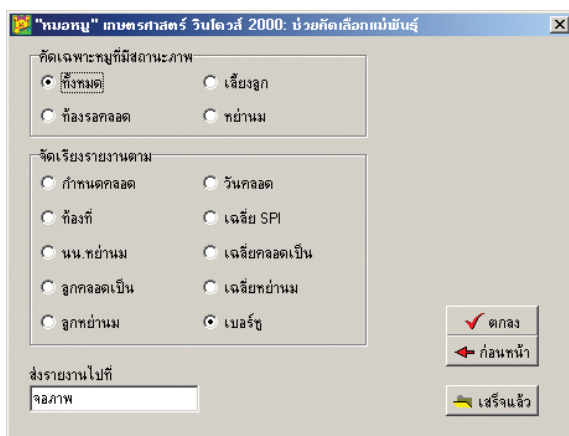 "หมอหมู" เกษตรศาสตร์ วินโดวส์ 2000: ช่วยคัดเลือกแม่พันธุ์
คัดเฉพาะหมูที่มีสถานะภาพ
ทั้งหมด เลี้ยงลูก
ท้องรอคลอด หย่านม
จัดเรียงรายงานตาม
กำหนดคลอด วันคลอด
ท้องที่ เฉลี่ย SPI
นน.หย่านม เฉลี่ยคลอดเป็น
ลูกคลอดเป็น เฉลี่ยหย่านม
ลูกหย่านม เบอร์หู
ตกลง
ก่อนหน้า
ส่งรายงานไปที่
จอภาพ
เสร็จแล้ว